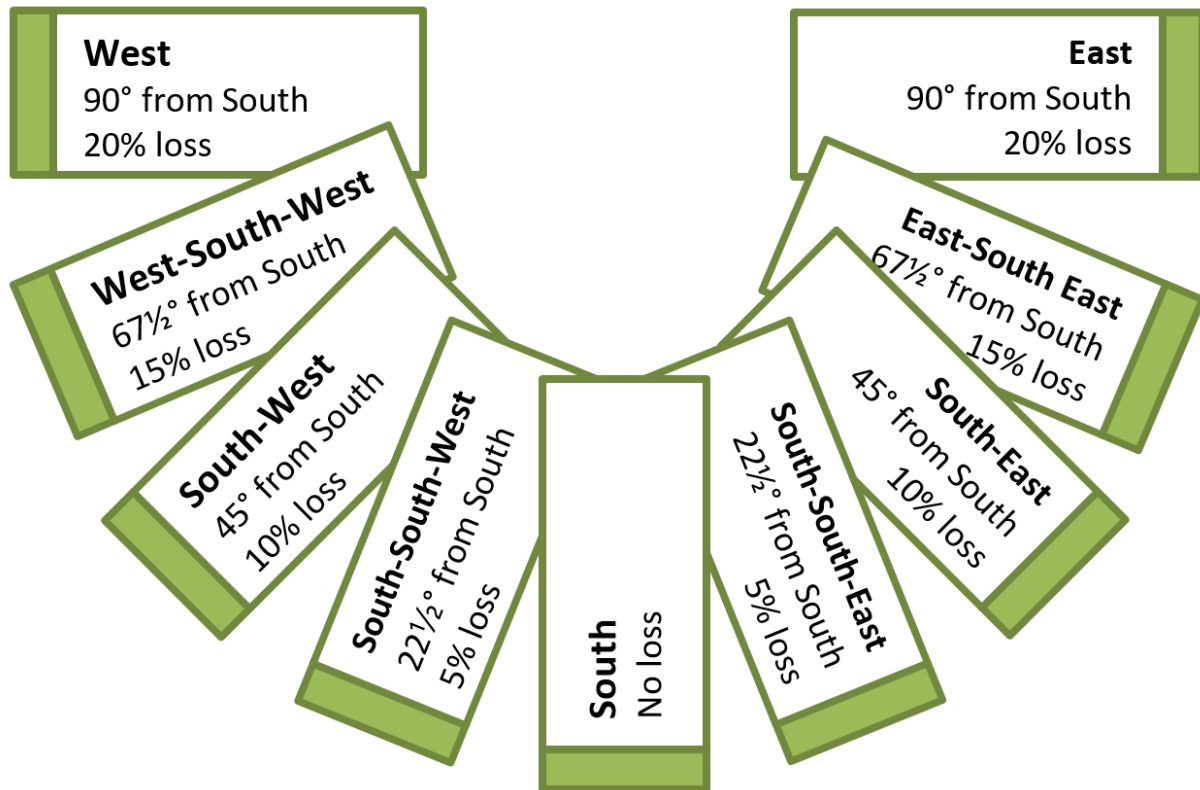 West
90° from South
20% loss
East
90° from South
20% loss
West-South-West
67½° from South
15% loss
East-South East
67½° from South
15% loss
South-West
45° from South
10% loss
South-East
45° from South
10% loss
South-South-West
22½° from South
5% loss
South-South-East
22½° from South
5% loss
South
No loss